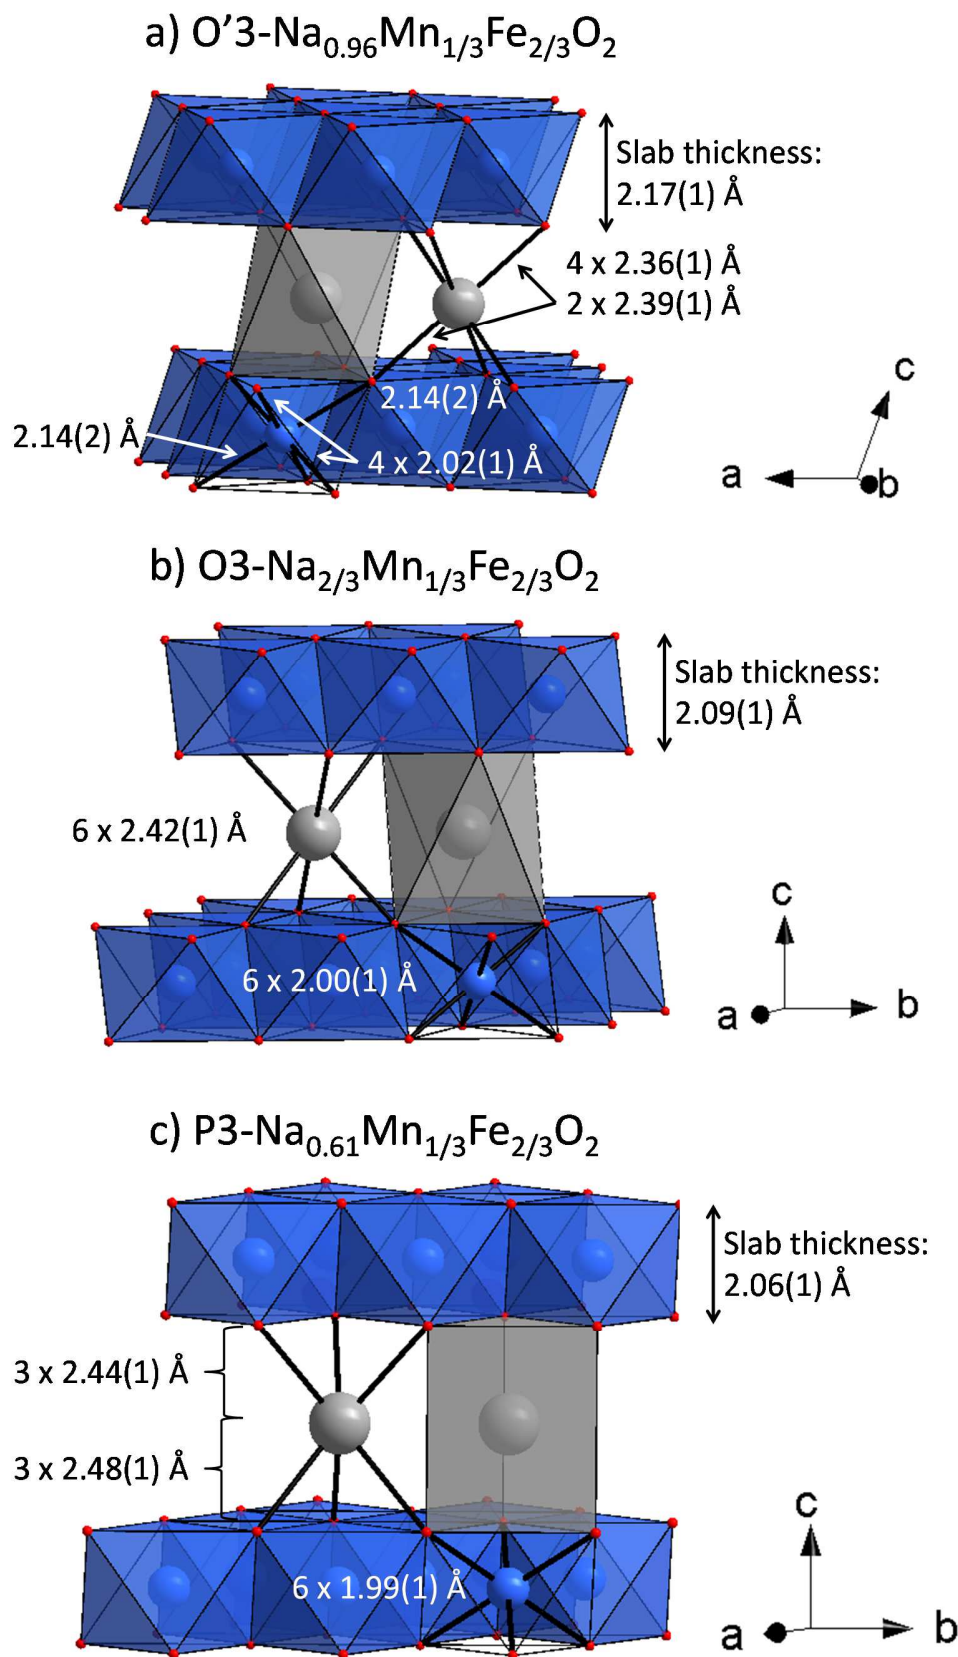 a) O'3-Na0.96Mn1/3Fe2/3O2
Slab thickness:
2.17(1) Å
4 x 2.36(1) Å
2 x 2.39(1) Å
2.14(2) Å
2.14(2) Å
4 x 2.02(1) Å
c
a
b
b) O3-Na2/3Mn1/3Fe2/3O2
Slab thickness:
2.09(1) Å
6 x 2.42(1) Å
6 x 2.00(1) Å
c
a
b
c) P3-Na0.61Mn1/3Fe2/3O2
Slab thickness:
2.06(1) Å
3 x 2.44(1) Å
3 x 2.48(1) Å
6 x 1.99(1) Å
c
a
b